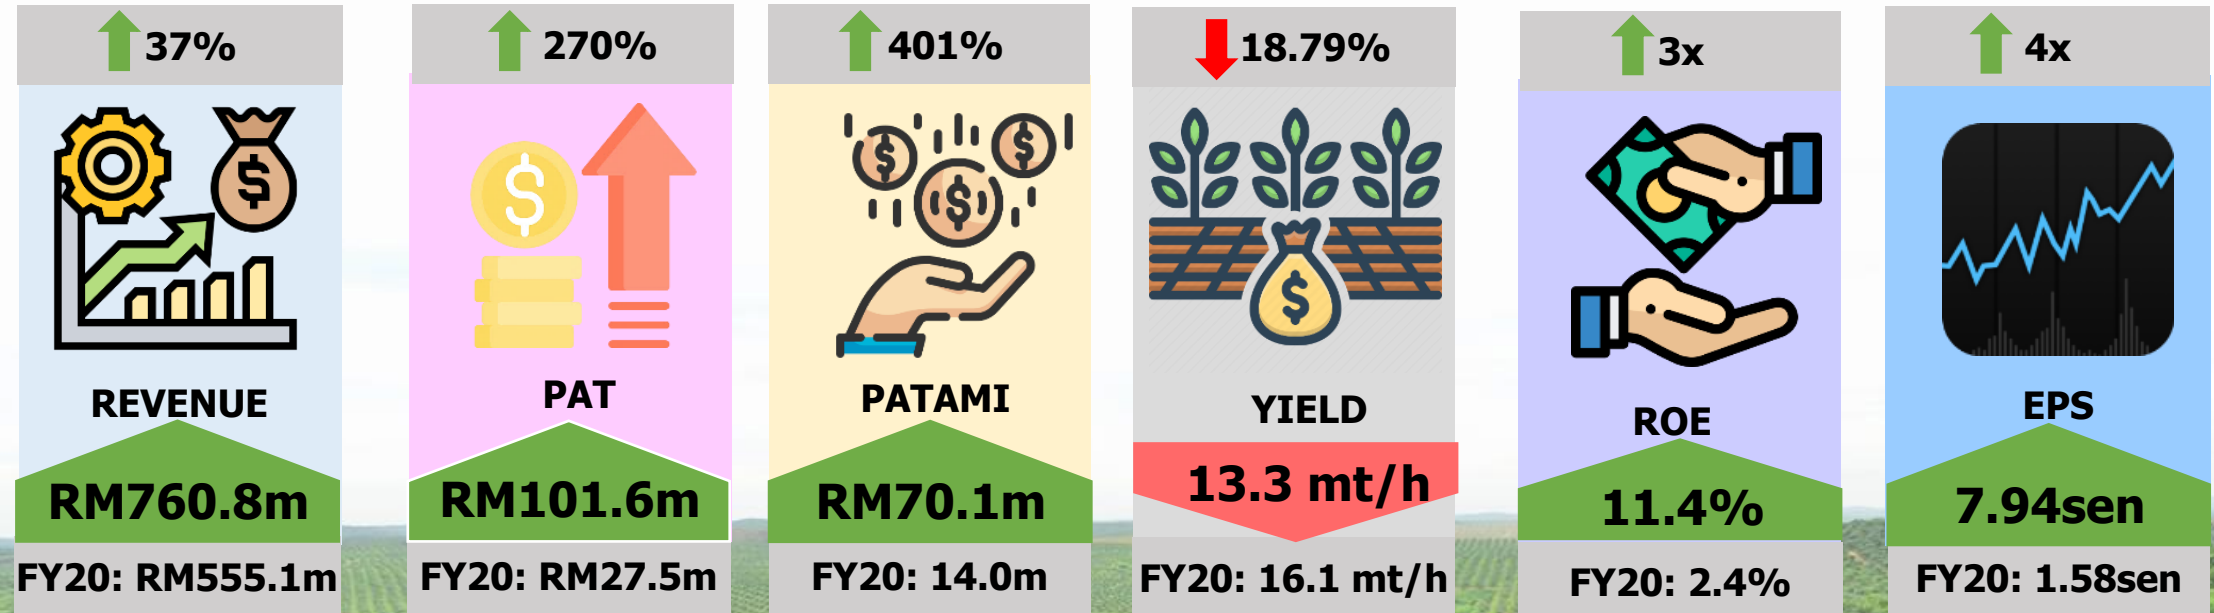 37%
REVENUE
RM760.8m
FY20: RM555.1m
270%
PAT
RM101.6m
FY20: RM27.5m
401%
PATAMI
RM70.1m
FY20: 14.0m
18.79%
YIELD
13.3 mt/h
FY20: 16.1 mt/h
3x
ROE
11.4%
FY20: 2.4%
4x
EPS
7.94sen
FY20: 1.58sen